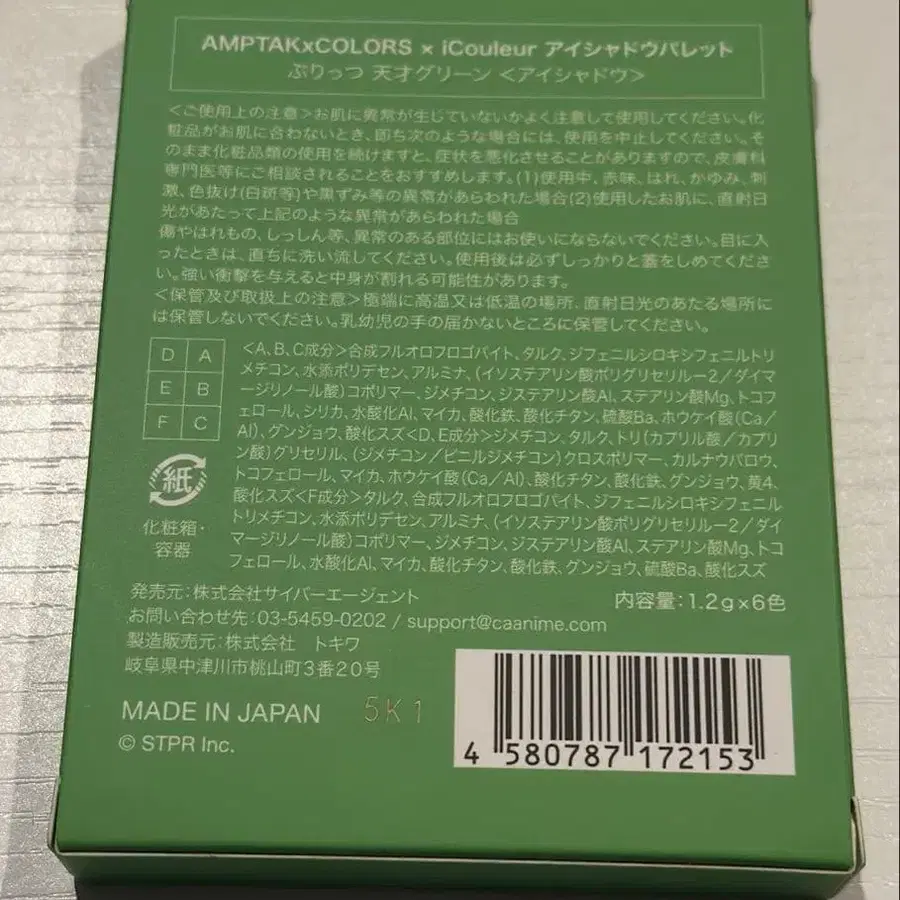 AMPTAKxCOLORS × iCouleur アイシャドウパレット
ぷりっつ 天才グリーン ＜アイシャドウ＞
＜ご使用上の注意＞お肌に異常が生じていないかよく注意して使用してください。化
粧品がお肌に合わないとき、即ち次のような場合には、使用を中止してください。そ
のまま化粧品類の使用を続けますと、症状を悪化させることがありますので、皮膚科
専門医等にご相談されることをおすすめします。(1)使用中、赤味、はれ、かゆみ、刺
激、色抜け(白斑等)や黒ずみ等の異常があらわれた場合(2)使用したお肌に、直射日
光があたって上記のような異常があらわれた場合
傷やはれもの、しっしん等、異常のある部位にはお使いにならないでください。目に入
ったときは、直ちに洗い流してください。使用後は必ずしっかりと蓋をしめてくださ
い。強い衝撃を与えると中身が割れる可能性があります。
＜保管及び取扱上の注意＞極端に高温又は低温の場所、直射日光のあたる場所に
は保管しないでください。乳幼児の手の届かないところに保管してください。
D A
E B
F C
＜A、B、C成分＞合成フルオロフロゴパイト、タルク、ジフェニルシロキシフェニルトリ
メチコン、水添ポリデセン、アルミナ、(イソステアリン酸ポリグリセリル－2／ダイマ
ージリノール酸)コポリマー、ジメチコン、ジステアリン酸Al、ステアリン酸Mg、トコフ
ェロール、シリカ、水酸化Al、マイカ、酸化鉄、酸化チタン、硫酸Ba、ホウケイ酸(Ca／
Al)、グンジョウ、酸化スズ＜D、E成分＞ジメチコン、タルク、トリ(カプリル酸／カプリ
ン酸)グリセリル、(ジメチコン／ビニルジメチコン)クロスポリマー、カルナウバロウ、
トコフェロール、マイカ、ホウケイ酸(Ca／Al)、酸化チタン、酸化鉄、グンジョウ、黄4、
酸化スズ＜F成分＞タルク、合成フルオロフロゴパイト、ジフェニルシロキシフェニル
トリメチコン、水添ポリデセン、アルミナ、(イソステアリン酸ポリグリセリル－2／ダイ
マージリノール酸)コポリマー、ジメチコン、ジステアリン酸Al、ステアリン酸Mg、トコ
フェロール、水酸化Al、マイカ、酸化チタン、酸化鉄、グンジョウ、硫酸Ba、酸化スズ
紙
化粧箱・
容器
発売元：株式会社サイバーエージェント
内容量：1.2g×6色
お問い合わせ先：03-5459-0202 / support@caanime.com
製造販売元：株式会社 トキワ
岐阜県中津川市桃山町3番20号
MADE IN JAPAN 5K1
© STPR Inc.
4 580787 172153